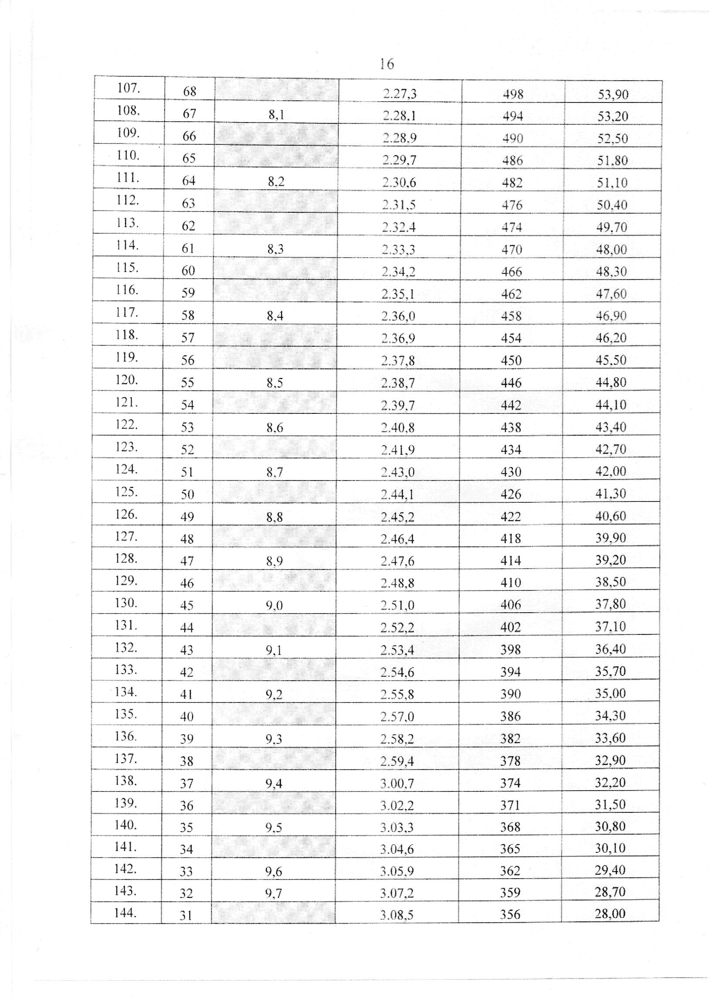 16
107. 68 2.27,3 498 53,90
108. 67 8,1 2.28,1 494 53,20
109. 66 2.28,9 490 52,50
110. 65 2.29,7 486 51,80
111. 64 8,2 2.30,6 482 51,10
112. 63 2.31,5 476 50,40
113. 62 2.32,4 474 49,70
114. 61 8,3 2.33,3 470 48,00
115. 60 2.34,2 466 48,30
116. 59 2.35,1 462 47,60
117. 58 8,4 2.36,0 458 46,90
118. 57 2.36,9 454 46,20
119. 56 2.37,8 450 45,50
120. 55 8,5 2.38,7 446 44,80
121. 54 2.39,7 442 44,10
122. 53 8,6 2.40,8 438 43,40
123. 52 2.41,9 434 42,70
124. 51 8,7 2.43,0 430 42,00
125. 50 2.44,1 426 41,30
126. 49 8,8 2.45,2 422 40,60
127. 48 2.46,4 418 39,90
128. 47 8,9 2.47,6 414 39,20
129. 46 2.48,8 410 38,50
130. 45 9,0 2.51,0 406 37,80
131. 44 2.52,2 402 37,10
132. 43 9,1 2.53,4 398 36,40
133. 42 2.54,6 394 35,70
134. 41 9,2 2.55,8 390 35,00
135. 40 2.57,0 386 34,30
136. 39 9,3 2.58,2 382 33,60
137. 38 2.59,4 378 32,90
138. 37 9,4 3.00,7 374 32,20
139. 36 3.02,2 371 31,50
140. 35 9,5 3.03,3 368 30,80
141. 34 3.04,6 365 30,10
142. 33 9,6 3.05,9 362 29,40
143. 32 9,7 3.07,2 359 28,70
144. 31 3.08,5 356 28,00